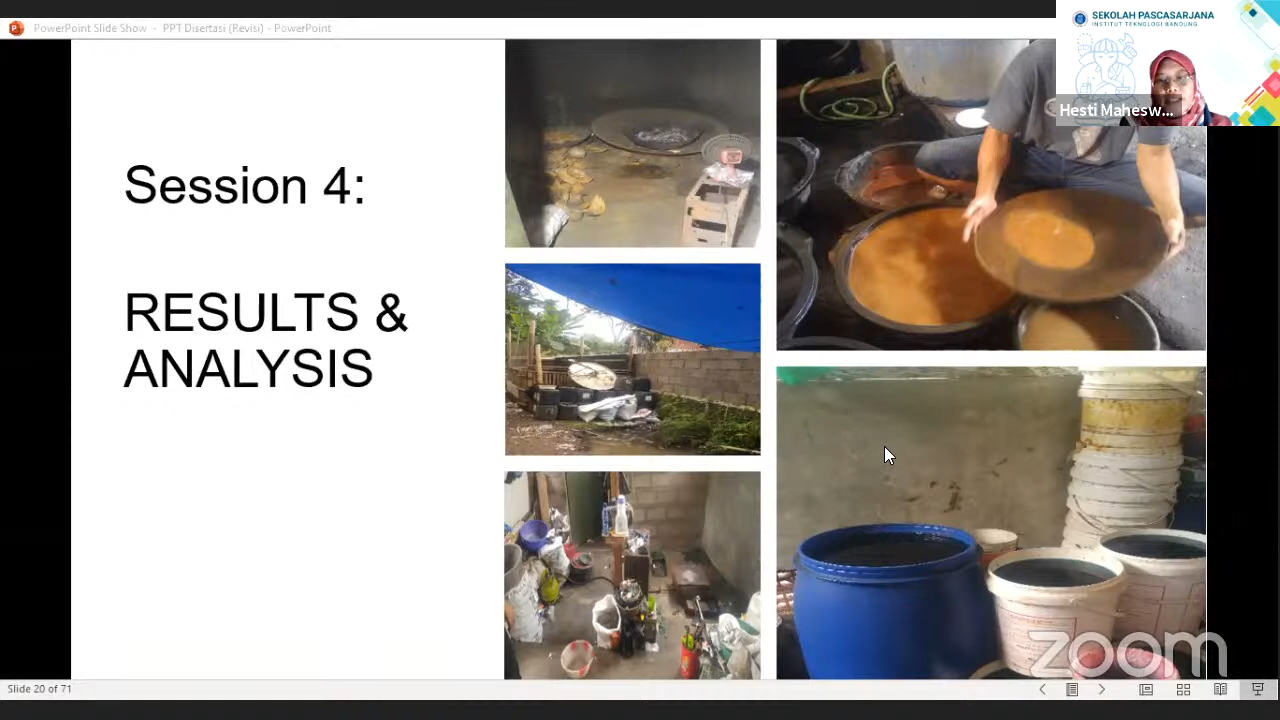 PowerPoint Slide Show - PPT Disertasi (Revisi) - PowerPoint
SEKOLAH PASCASARJANA
INSTITUT TEKNOLOGI BANDUNG
Hesti Mahesw...
Session 4:
RESULTS &
ANALYSIS
zoom
Slide 20 of 71